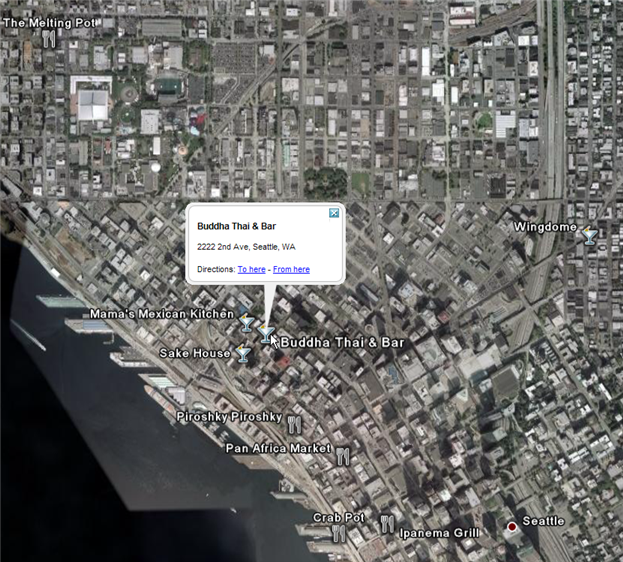 The Melting Pot
Buddha Thai & Bar
2222 2nd Ave, Seattle, WA
Directions: To here - From here
Wingdome
Mama's Mexican Kitchen
Buddha Thai & Bar
Sake House
Piroshky Piroshky
Pan Africa Market
Crab Pot
Seattle
Ipanema Grill